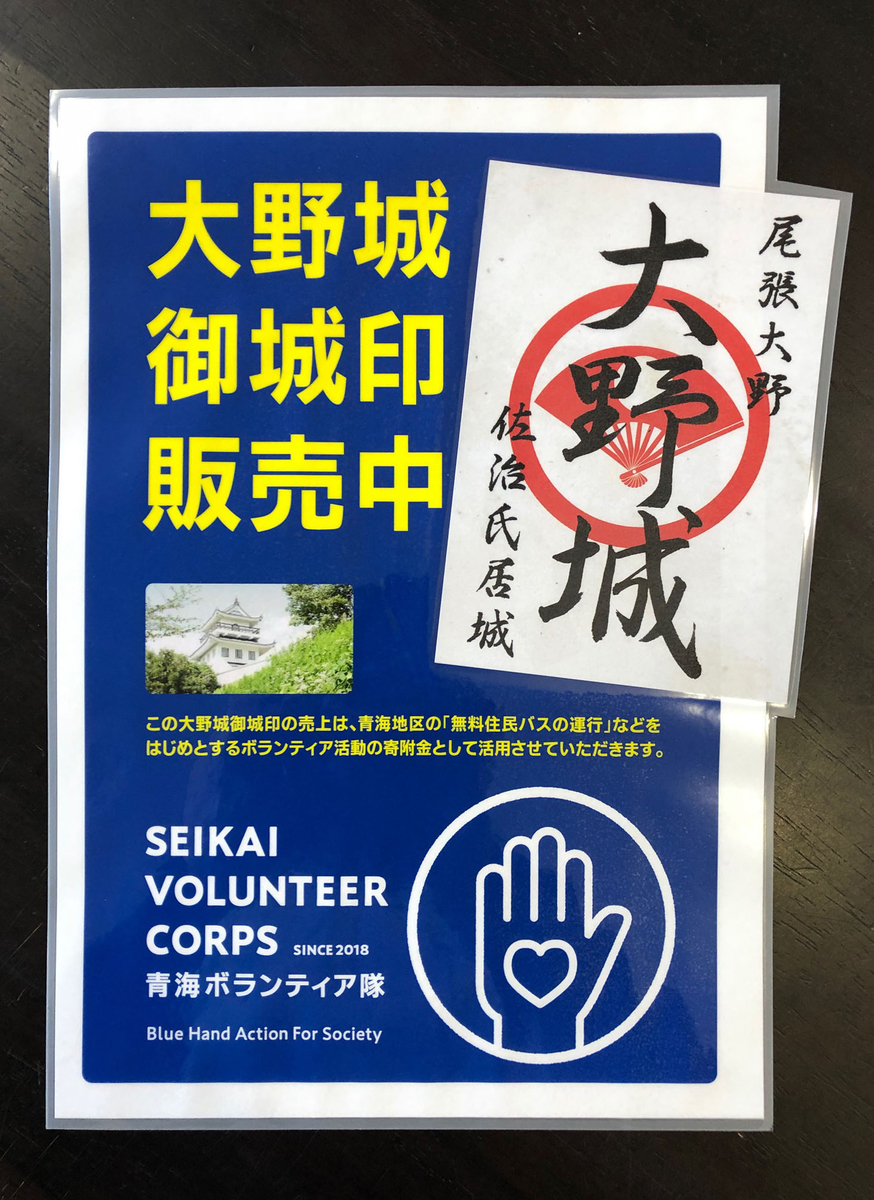 大野城
御城印
販売中
尾張大野
大野城
佐治氏居城
この大野城御城印の売上は、青海地区の「無料住民バスの運行」などを
はじめとするボランティア活動の寄附金として活用させていただきます。
SEIKAI
VOLUNTEER
CORPS SINCE 2018
青海ボランティア隊
Blue Hand Action For Society